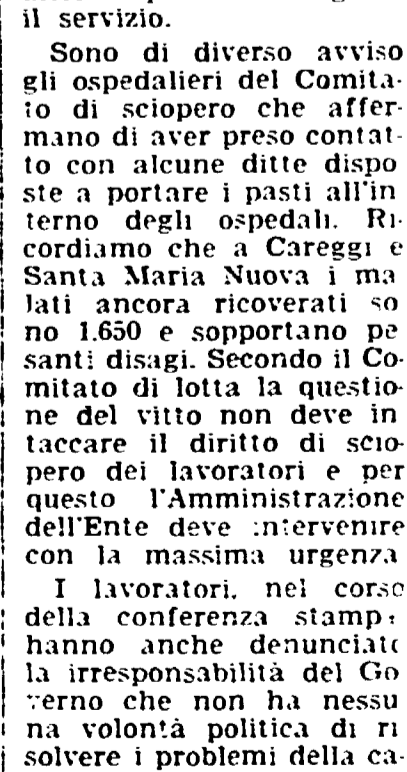 il servizio.
Sono di diverso avviso
gli ospedalieri del Comita-
to di sciopero che affer-
mano di aver preso contat-
to con alcune ditte dispo
ste a portare i pasti all'in
terno degli ospedali. Ri-
cordiamo che a Careggi e
Santa Maria Nuova i ma
lati ancora ricoverati so
no 1.650 e sopportano pe
santi disagi. Secondo il Co-
mitato di lotta la questio-
ne del vitto non deve in
taccare il diritto di scio-
pero dei lavoratori e per
questo l'Amministrazione
dell'Ente deve intervenire
con la massima urgenza
I lavoratori, nel corso
della conferenza stampa
hanno anche denunciato
la irresponsabilità del Go
verno che non ha nessu
na volontà politica di ri
solvere i problemi della ca-